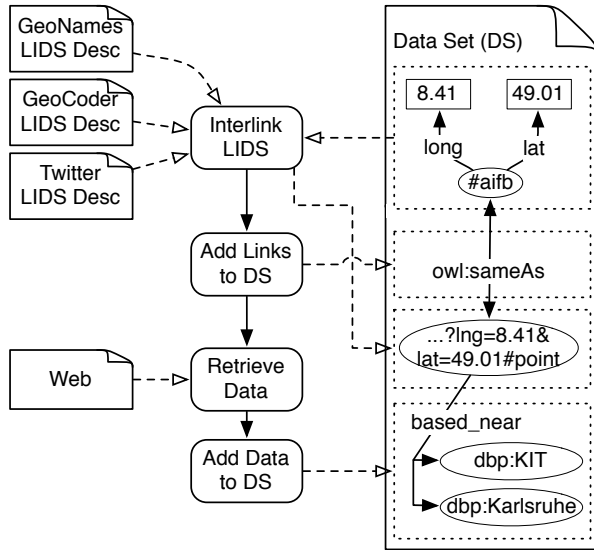 GeoNames
LIDS Desc
GeoCoder
LIDS Desc
Twitter
LIDS Desc
Web
Interlink
LIDS
Add Links
to DS
Retrieve
Data
Add Data
to DS
Data Set (DS)
8.41
49.01
long
lat
#aifb
owl:sameAs
...?lng=8.41&
lat=49.01#point
based_near
dbp:KIT
dbp:Karlsruhe